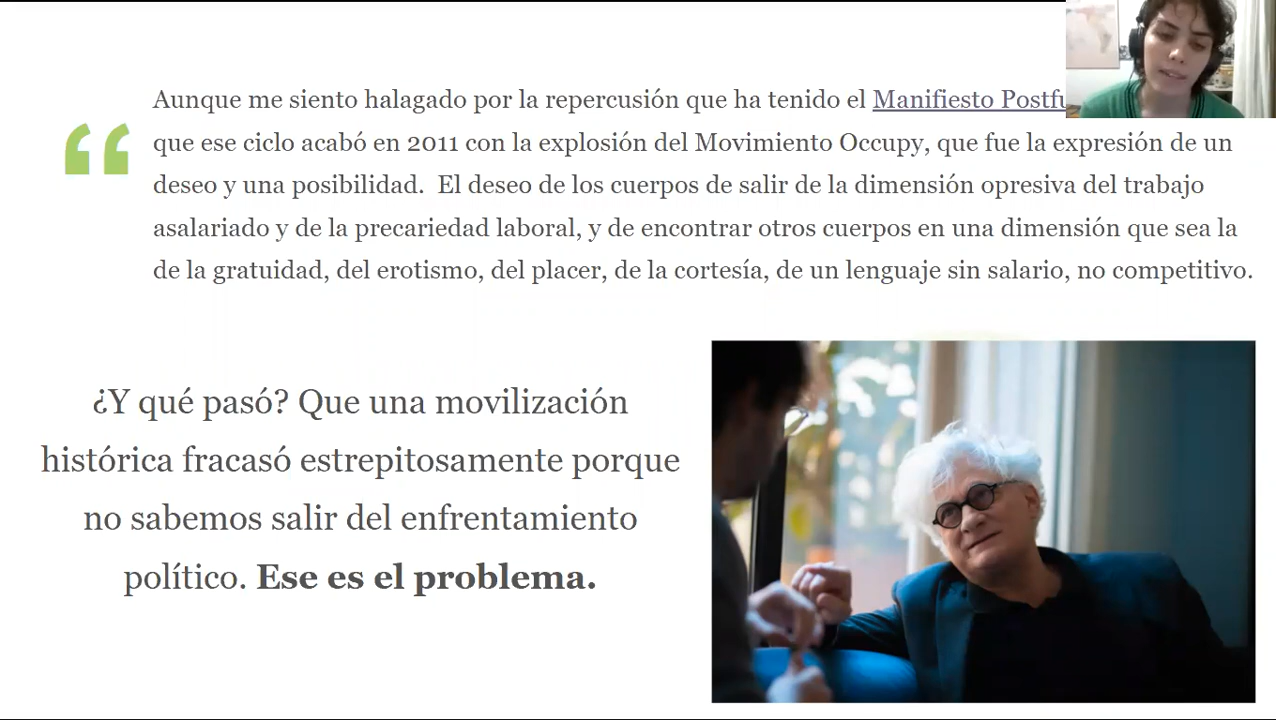 Aunque me siento halagado por la repercusión que ha tenido el Manifiesto
que ese ciclo acabó en 2011 con la explosión del Movimiento Occupy, que fue la expresión de un
deseo y una posibilidad. El deseo de los cuerpos de salir de la dimensión opresiva del trabajo
asalariado y de la precariedad laboral, y de encontrar otros cuerpos en una dimensión que sea la
de la gratuidad, del erotismo, del placer, de la cortesía, de un lenguaje sin salario, no competitivo.
¿Y qué pasó? Que una movilización
histórica fracasó estrepitosamente porque
no sabemos salir del enfrentamiento
político. Ese es el problema.